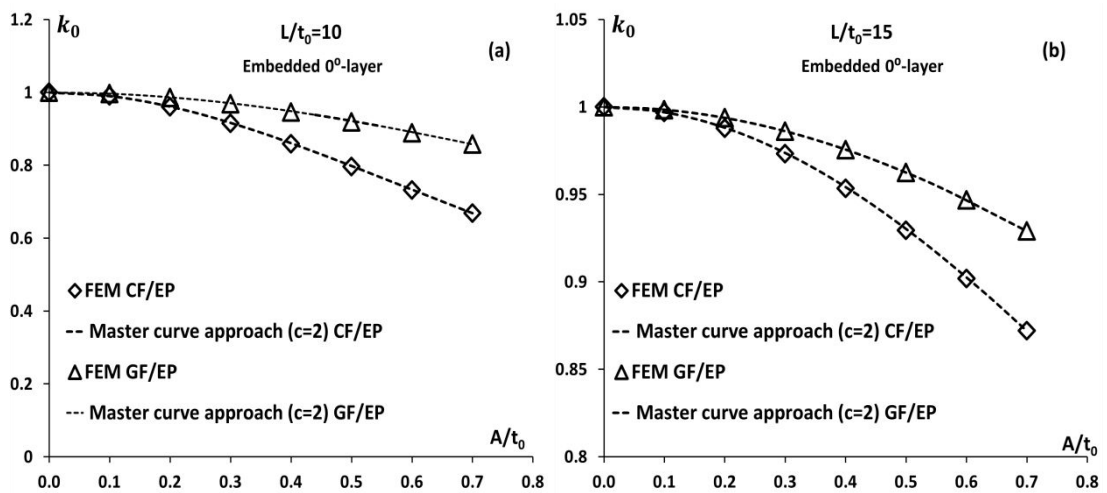 k₀
L/t₀=10
(a)
Embedded 0⁰-layer
1.2
1
0.8
0.6
0.4
0.2
0
FEM CF/EP
Master curve approach (c=2) CF/EP
FEM GF/EP
Master curve approach (c=2) GF/EP
A/t₀
0.0 0.1 0.2 0.3 0.4 0.5 0.6 0.7 0.8
k₀
L/t₀=15
(b)
Embedded 0⁰-layer
1.05
1
0.95
0.9
0.85
0.8
FEM CF/EP
Master curve approach (c=2) CF/EP
FEM GF/EP
Master curve approach (c=2) GF/EP
A/t₀
0.0 0.1 0.2 0.3 0.4 0.5 0.6 0.7 0.8